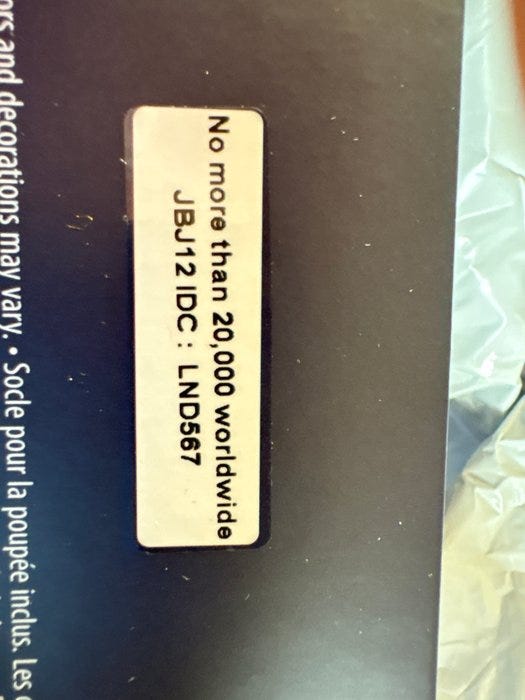 No more than 20,000 worldwide
JBJ12 IDC : LND567
ors and decorations may vary. • Socle pour la poupée inclus. Les